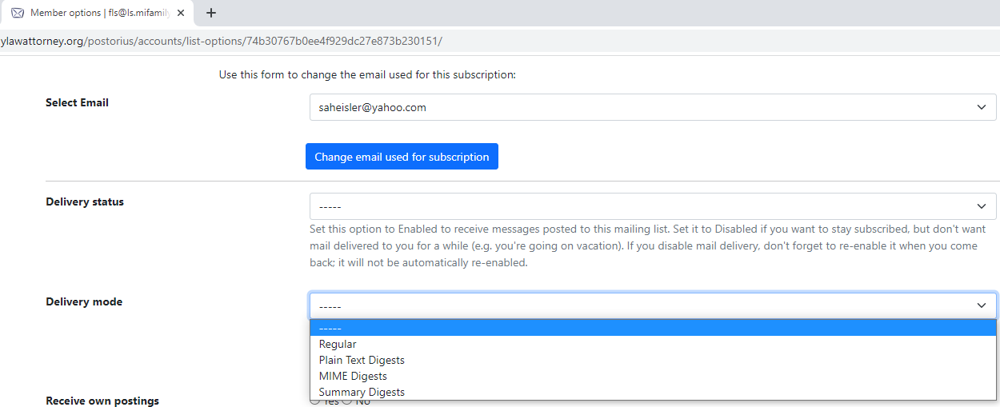 Member options | fls@ls.mifamily
ylawattorney.org/postorius/accounts/list-options/74b30767b0ee4f929dc27e873b230151/
Use this form to change the email used for this subscription:
Select Email
saheisler@yahoo.com
Change email used for subscription
Delivery status
-----
Set this option to Enabled to receive messages posted to this mailing list. Set it to Disabled if you want to stay subscribed, but don't want
mail delivered to you for a while (e.g. you're going on vacation). If you disable mail delivery, don't forget to re-enable it when you come
back; it will not be automatically re-enabled.
Delivery mode
-----
-----
Regular
Plain Text Digests
MIME Digests
Summary Digests
Receive own postings
Yes No